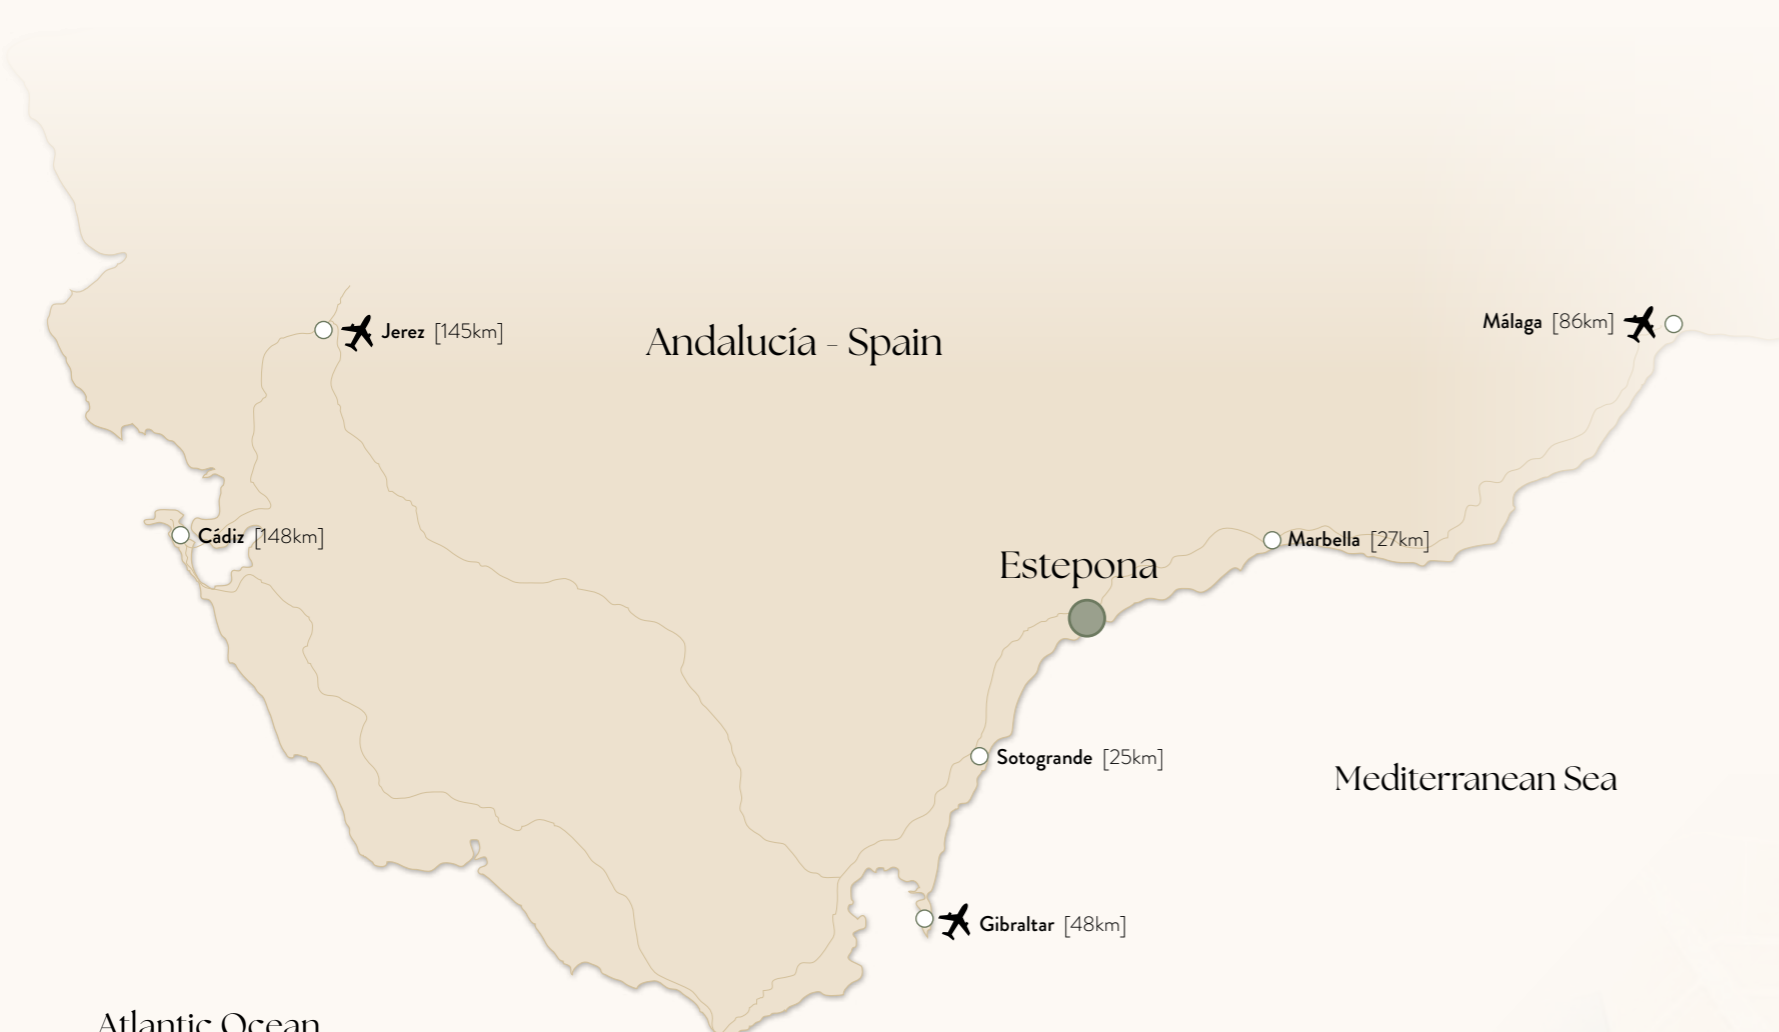 Málaga [86km]
Jerez [145km]
Andalucía - Spain
Cádiz [148km]
Marbella [27km]
Estepona
Sotogrande [25km]
Mediterranean Sea
Gibraltar [48km]
Atlantic Ocean